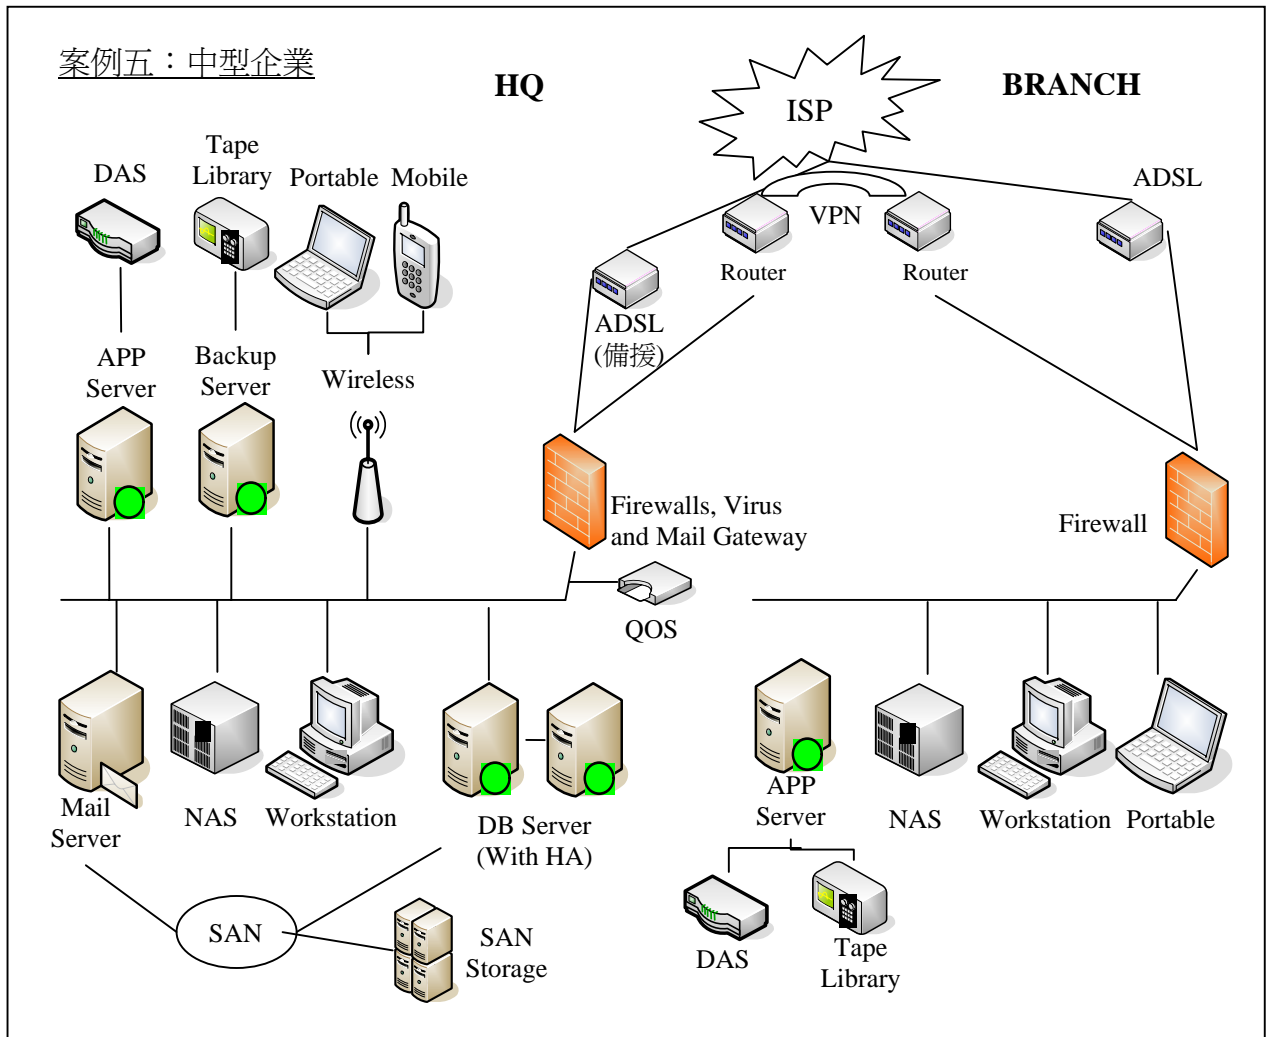 案例五：中型企業
HQ
BRANCH
ISP
VPN
Router
Router
ADSL
ADSL
(備援)
DAS
Tape
Library
Portable
Mobile
APP
Server
Backup
Server
Wireless
Firewalls, Virus
and Mail Gateway
QOS
Firewall
Mail
Server
NAS
Workstation
DB Server
(With HA)
SAN
SAN
Storage
APP
Server
NAS
Workstation
Portable
DAS
Tape
Library